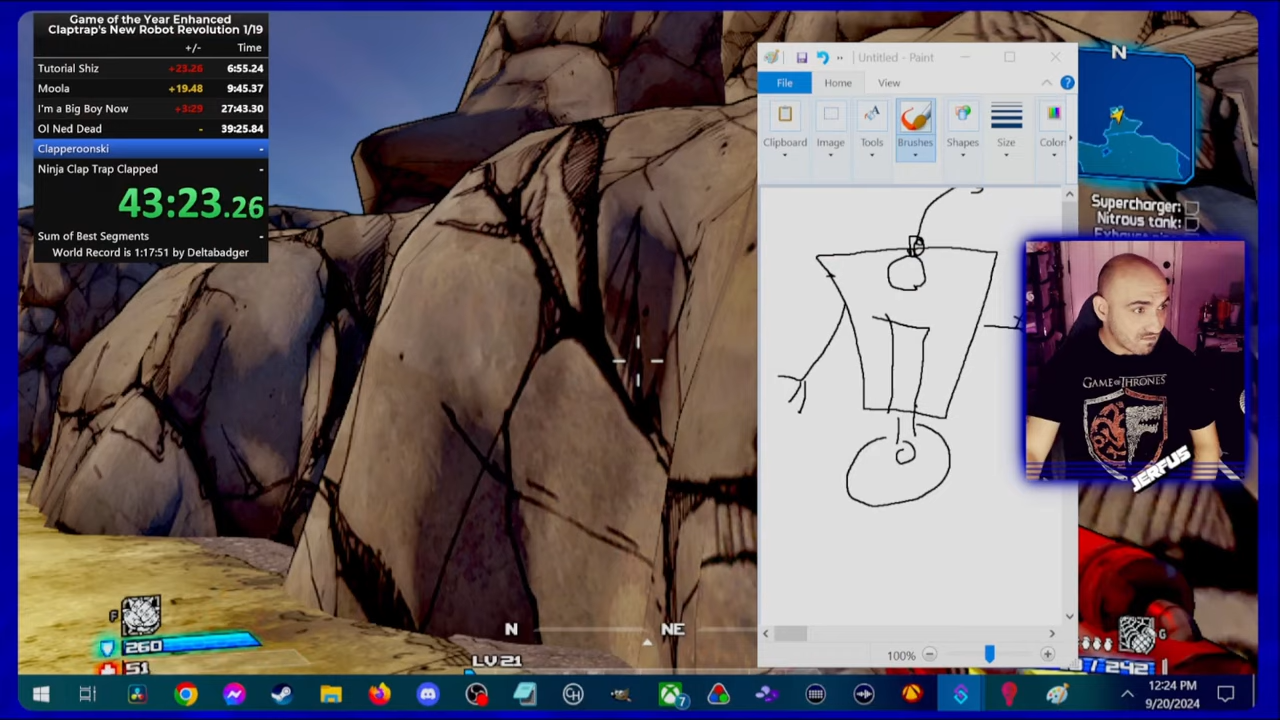 Game of the Year Enhanced
Claptrap's New Robot Revolution 1/19
+/- Time
Tutorial Shiz +23.26 6:55.24
Moola +19.48 9:45.37
I'm a Big Boy Now +3:29 27:43.30
Ol Ned Dead - 39:25.84
Clapperoonski -
Ninja Clap Trap Clapped -
43:23.26
Sum of Best Segments -
World Record is 1:17:51 by Deltabadger
Untitled - Paint
File Home View
Clipboard Image Tools Brushes Shapes Size Color
100%
N
Supercharger:
Nitrous tank:
GAME OF THRONES
JERFUS
F
260
51
N NE
LV 21
G
292
7
12:24 PM
9/20/2024